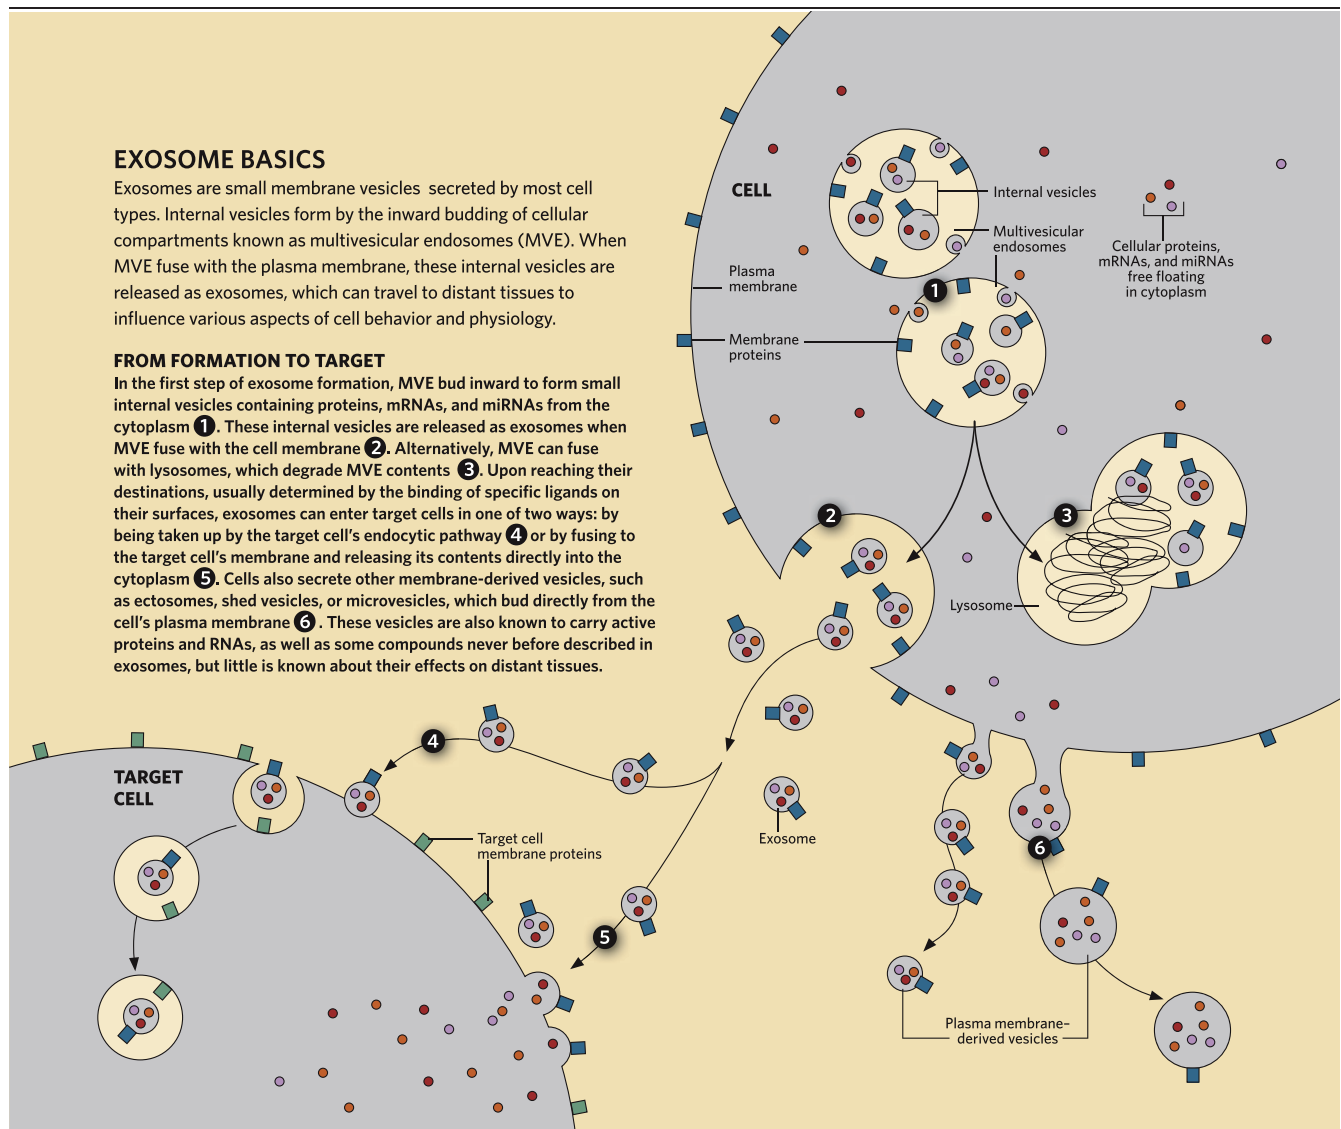 EXOSOME BASICS
Exosomes are small membrane vesicles secreted by most cell
types. Internal vesicles form by the inward budding of cellular
compartments known as multivesicular endosomes (MVE). When
MVE fuse with the plasma membrane, these internal vesicles are
released as exosomes, which can travel to distant tissues to
influence various aspects of cell behavior and physiology.
FROM FORMATION TO TARGET
In the first step of exosome formation, MVE bud inward to form small
internal vesicles containing proteins, mRNAs, and miRNAs from the
cytoplasm 1. These internal vesicles are released as exosomes when
MVE fuse with the cell membrane 2. Alternatively, MVE can fuse
with lysosomes, which degrade MVE contents 3. Upon reaching their
destinations, usually determined by the binding of specific ligands on
their surfaces, exosomes can enter target cells in one of two ways: by
being taken up by the target cell's endocytic pathway 4 or by fusing to
the target cell's membrane and releasing its contents directly into the
cytoplasm 5. Cells also secrete other membrane-derived vesicles, such
as ectosomes, shed vesicles, or microvesicles, which bud directly from the
cell's plasma membrane 6. These vesicles are also known to carry active
proteins and RNAs, as well as some compounds never before described in
exosomes, but little is known about their effects on distant tissues.
CELL
Internal vesicles
Multivesicular
endosomes
Cellular proteins,
mRNAs, and miRNAs
free floating
in cytoplasm
Plasma
membrane
1
Membrane
proteins
2
3
Lysosome
4
TARGET
CELL
Target cell
membrane proteins
Exosome
6
5
Plasma membrane–
derived vesicles